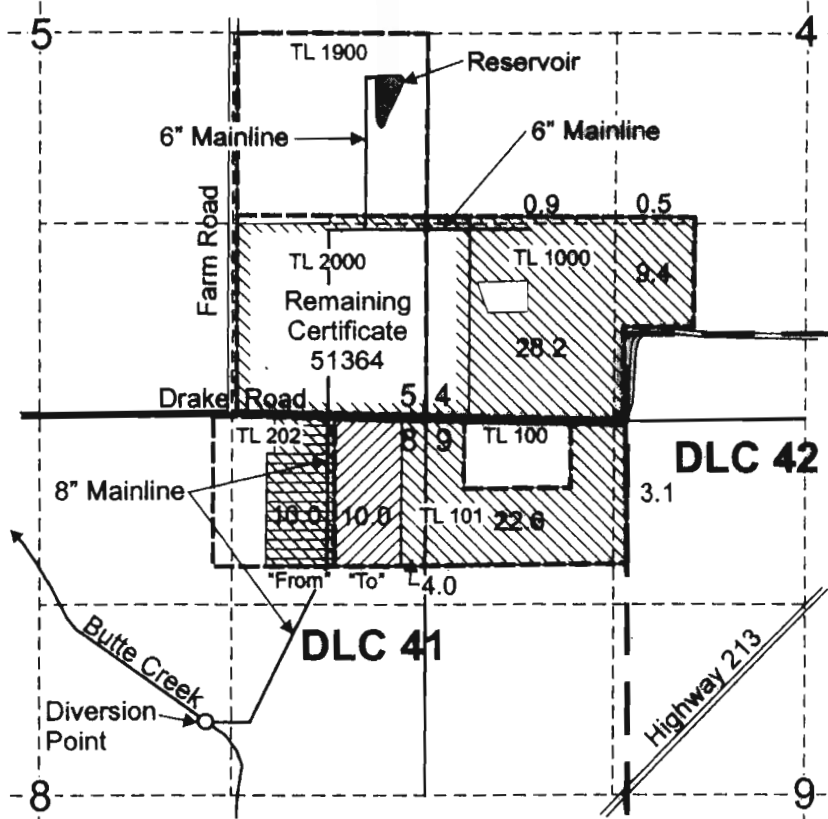 5
4
TL 1900
Reservoir
6" Mainline
6" Mainline
0.9
0.5
Farm Road
TL 2000
TL 1000
9.4
Remaining
Certificate
51364
28.2
Drake Road
5 4
8 9
TL 202
TL 100
DLC 42
8" Mainline
3.1
10.0
10.0
TL 101
22.6
"From"
"To"
4.0
Butte Creek
DLC 41
Highway 213
Diversion
Point
8
9